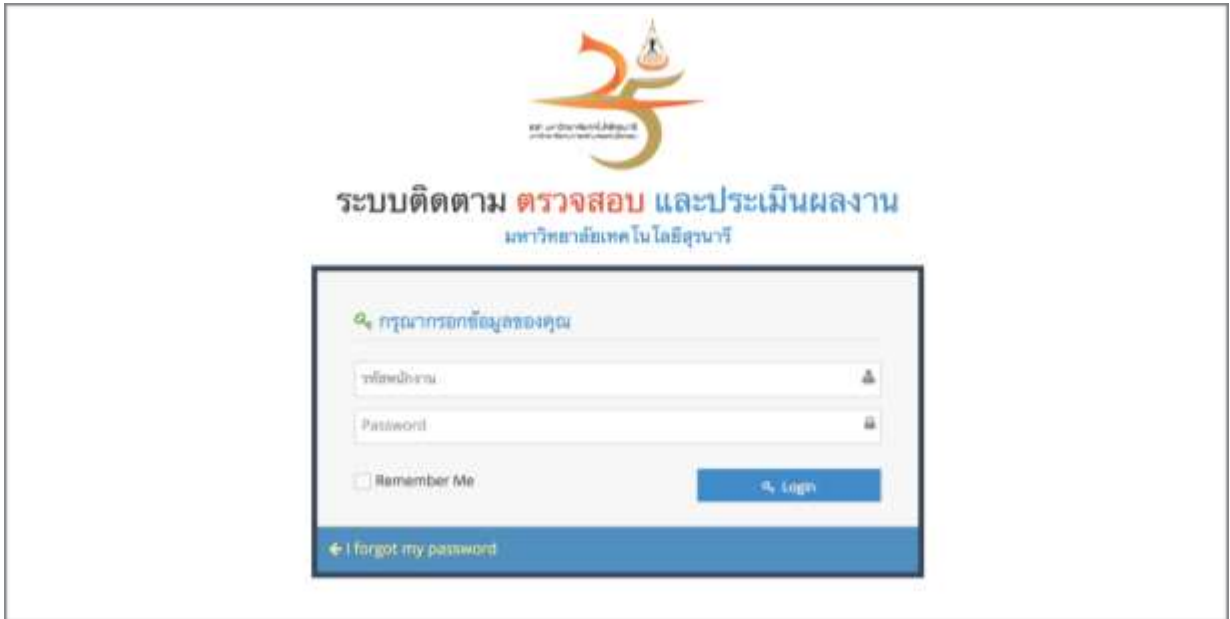 ระบบติดตาม ตรวจสอบ และประเมินผลงาน
มหาวิทยาลัยเทคโนโลยีสุรนารี
กรุณากรอกข้อมูลของคุณ
รหัสพนักงาน
Password
Remember Me
Login
I forgot my password